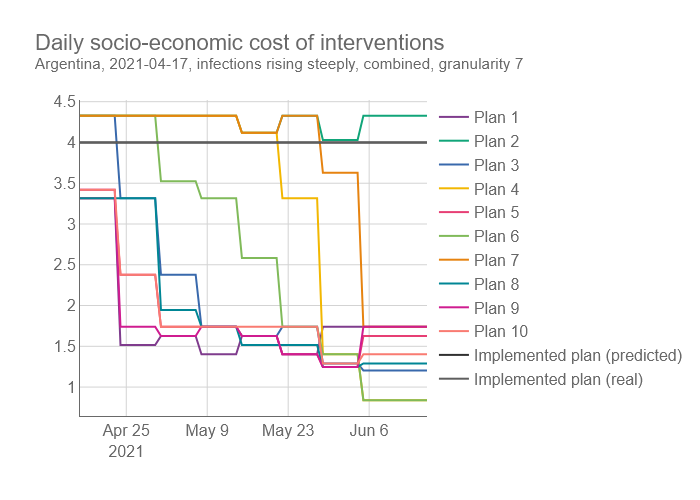 Daily socio-economic cost of interventions
Argentina, 2021-04-17, infections rising steeply, combined, granularity 7
4.5
4
3.5
3
2.5
2
1.5
1
Apr 25
2021
May 9
May 23
Jun 6
Plan 1
Plan 2
Plan 3
Plan 4
Plan 5
Plan 6
Plan 7
Plan 8
Plan 9
Plan 10
Implemented plan (predicted)
Implemented plan (real)